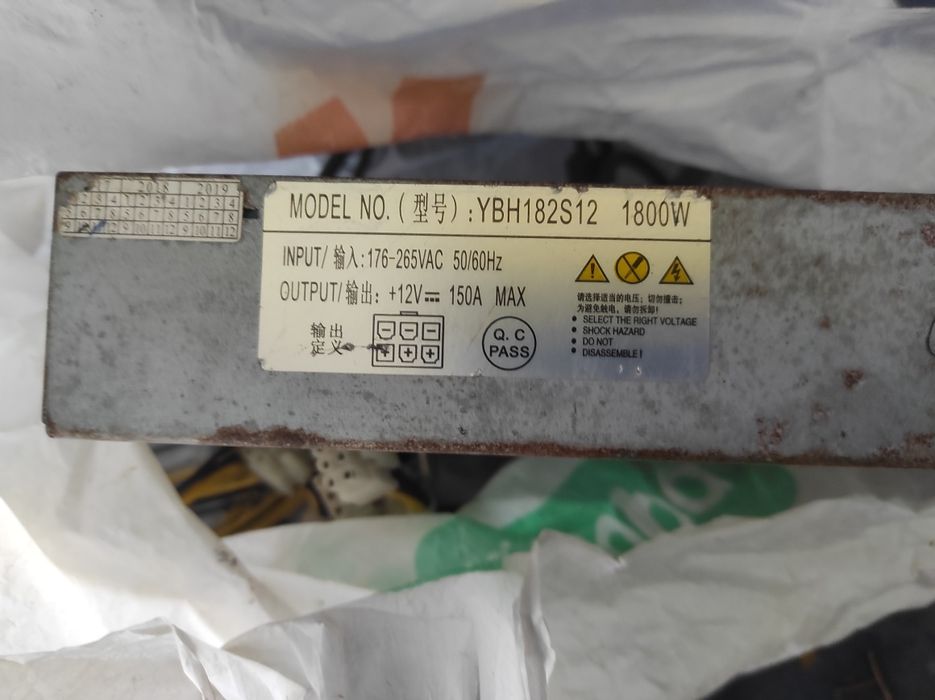 2018 2019
MODEL NO.(型号):YBH182S12 1800W
INPUT/输入:176-265VAC 50/60Hz
OUTPUT/输出: +12V⎓ 150A MAX
输出
定义
Q.C
PASS
请选择适当的电压;切勿撞击;
为避免触电,请勿拆卸!
• SELECT THE RIGHT VOLTAGE
• SHOCK HAZARD
• DO NOT
• DISASSEMBLE!